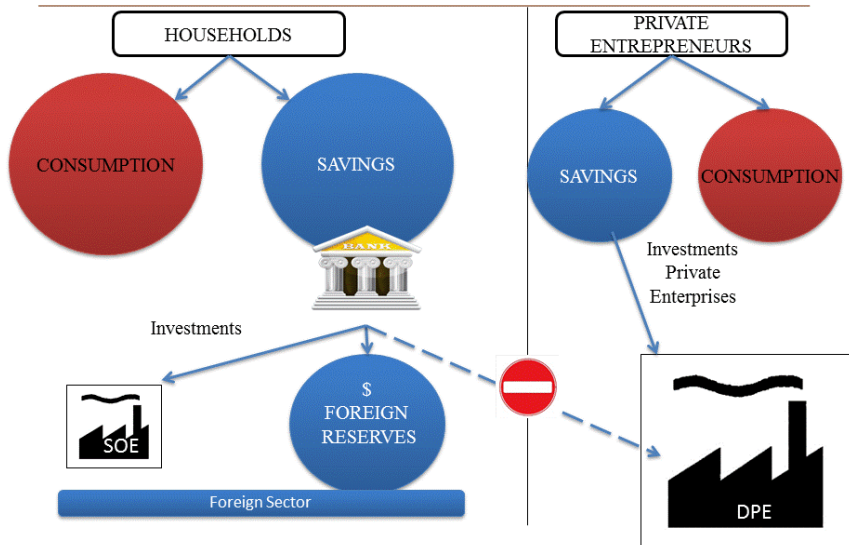 HOUSEHOLDS
PRIVATE
ENTREPRENEURS
CONSUMPTION
SAVINGS
SAVINGS
CONSUMPTION
BANK
Investments
Private
Enterprises
Investments
$
FOREIGN
RESERVES
SOE
Foreign Sector
DPE